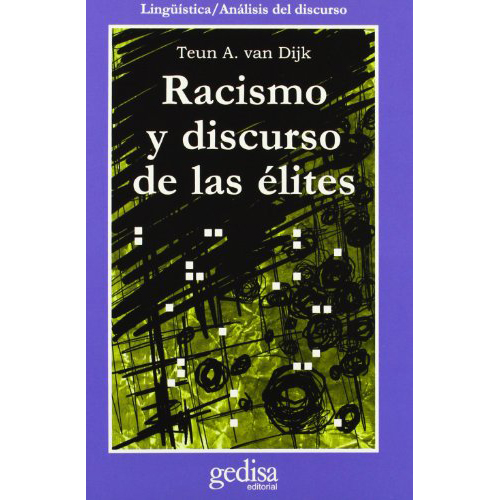 Lingüística/Análisis del discurso
Teun A. van Dijk
Racismo
y discurso
de las élites
gedisa
editorial